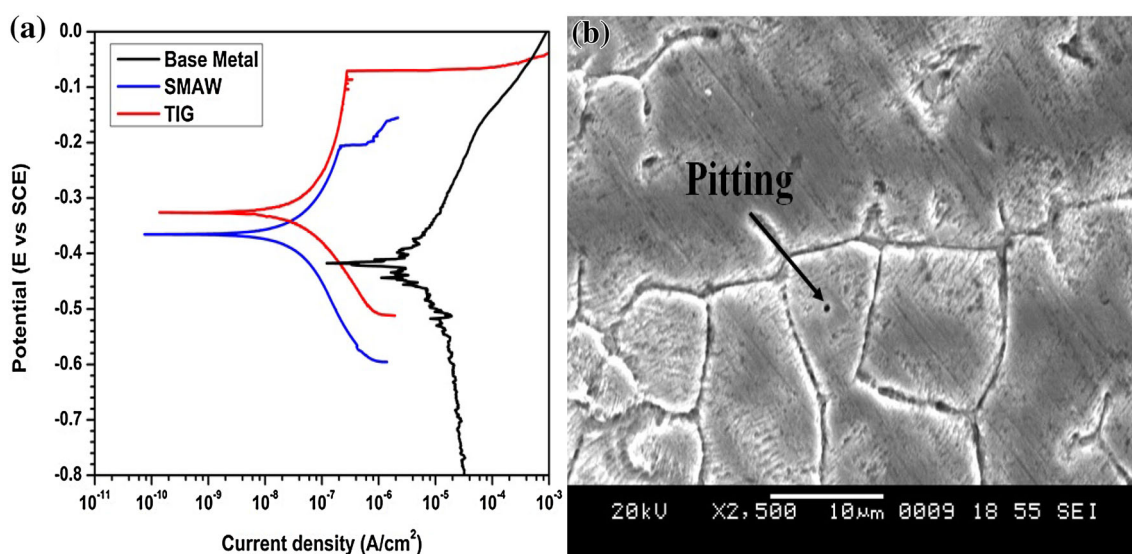 (a)
0.0
-0.1
-0.2
-0.3
-0.4
-0.5
-0.6
-0.7
-0.8
Potential (E vs SCE)
Base Metal
SMAW
TIG
10⁻¹¹ 10⁻¹⁰ 10⁻⁹ 10⁻⁸ 10⁻⁷ 10⁻⁶ 10⁻⁵ 10⁻⁴ 10⁻³
Current density (A/cm²)
(b)
Pitting
20kV X2,500 10μm 0009 18 55 SEI